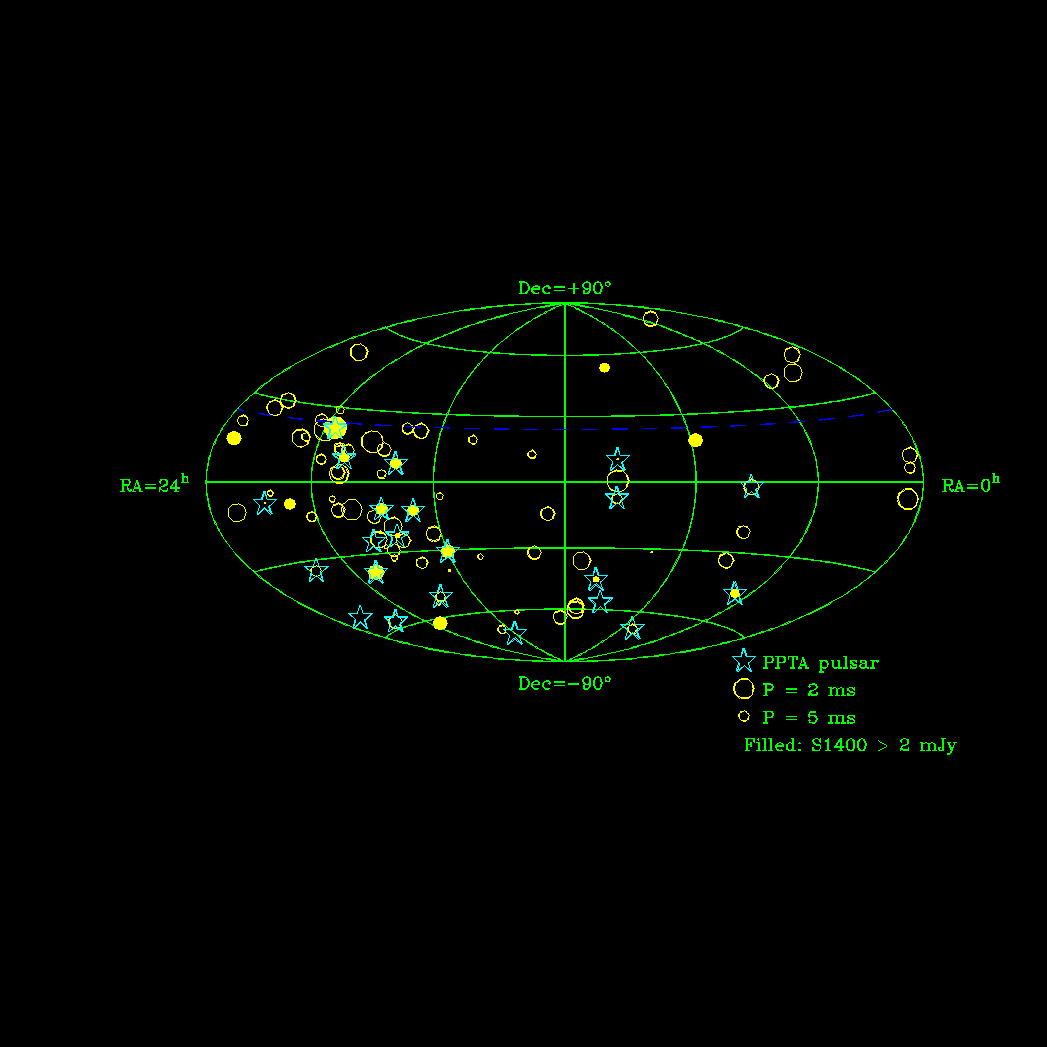 Dec=+90°
RA=24ʰ
RA=0ʰ
Dec=−90°
PPTA pulsar
P = 2 ms
P = 5 ms
Filled: S1400 > 2 mJy